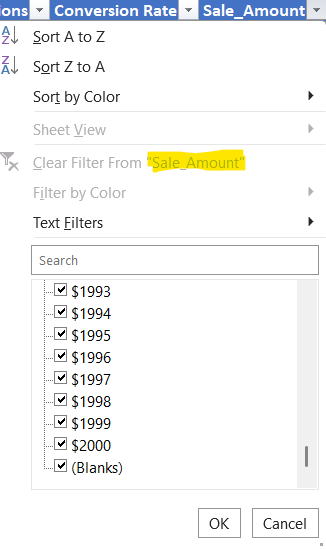 ions Conversion Rate Sale_Amount
A Z Sort A to Z
Z A Sort Z to A
Sort by Color
Sheet View
Clear Filter From "Sale_Amount"
Filter by Color
Text Filters
Search
$1993
$1994
$1995
$1996
$1997
$1998
$1999
$2000
(Blanks)
OK Cancel